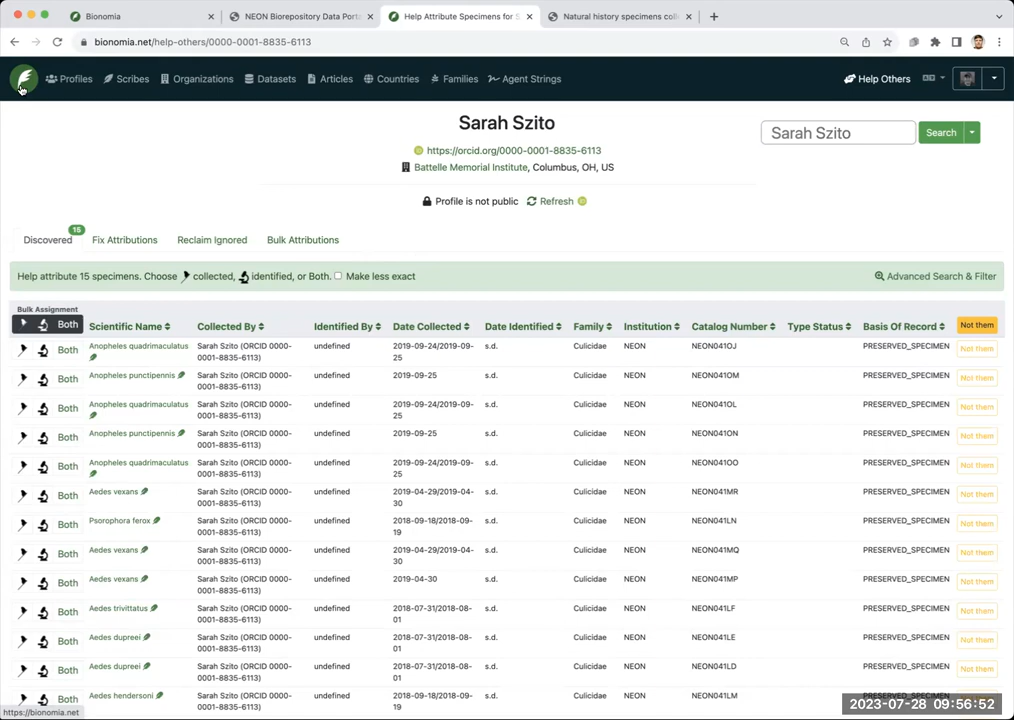 Bionomia
NEON Biorepository Data Port
Help Attribute Specimens for S
Natural history specimens coll
bionomia.net/help-others/0000-0001-8835-6113
Profiles Scribes Organizations Datasets Articles Countries Families Agent Strings Help Others
Sarah Szito
Sarah Szito Search
https://orcid.org/0000-0001-8835-6113
Battelle Memorial Institute, Columbus, OH, US
Profile is not public Refresh
15
Discovered Fix Attributions Reclaim Ignored Bulk Attributions
Help attribute 15 specimens. Choose collected, identified, or Both. Make less exact Advanced Search & Filter
Bulk Assignment
Both Scientific Name Collected By Identified By Date Collected Date Identified Family Institution Catalog Number Type Status Basis Of Record Not them
Both Anopheles quadrimaculatus Sarah Szito (ORCID 0000- undefined 2019-09-24/2019-09- s.d. Culicidae NEON NEON041OJ PRESERVED_SPECIMEN Not them
0001-8835-6113) 25
Both Anopheles punctipennis Sarah Szito (ORCID 0000- undefined 2019-09-25 s.d. Culicidae NEON NEON041OM PRESERVED_SPECIMEN Not them
0001-8835-6113)
Both Anopheles quadrimaculatus Sarah Szito (ORCID 0000- undefined 2019-09-24/2019-09- s.d. Culicidae NEON NEON041OL PRESERVED_SPECIMEN Not them
0001-8835-6113) 25
Both Anopheles punctipennis Sarah Szito (ORCID 0000- undefined 2019-09-25 s.d. Culicidae NEON NEON041ON PRESERVED_SPECIMEN Not them
0001-8835-6113)
Both Anopheles quadrimaculatus Sarah Szito (ORCID 0000- undefined 2019-09-24/2019-09- s.d. Culicidae NEON NEON041OO PRESERVED_SPECIMEN Not them
0001-8835-6113) 25
Both Aedes vexans Sarah Szito (ORCID 0000- undefined 2019-04-29/2019-04- s.d. Culicidae NEON NEON041MR PRESERVED_SPECIMEN Not them
0001-8835-6113) 30
Both Psorophora ferox Sarah Szito (ORCID 0000- undefined 2018-09-18/2018-09- s.d. Culicidae NEON NEON041LN PRESERVED_SPECIMEN Not them
0001-8835-6113) 19
Both Aedes vexans Sarah Szito (ORCID 0000- undefined 2019-04-29/2019-04- s.d. Culicidae NEON NEON041MQ PRESERVED_SPECIMEN Not them
0001-8835-6113) 30
Both Aedes vexans Sarah Szito (ORCID 0000- undefined 2019-04-30 s.d. Culicidae NEON NEON041MP PRESERVED_SPECIMEN Not them
0001-8835-6113)
Both Aedes trivittatus Sarah Szito (ORCID 0000- undefined 2018-07-31/2018-08- s.d. Culicidae NEON NEON041LF PRESERVED_SPECIMEN Not them
0001-8835-6113) 01
Both Aedes dupreei Sarah Szito (ORCID 0000- undefined 2018-07-31/2018-08- s.d. Culicidae NEON NEON041LE PRESERVED_SPECIMEN Not them
0001-8835-6113) 01
Both Aedes dupreei Sarah Szito (ORCID 0000- undefined 2018-07-31/2018-08- s.d. Culicidae NEON NEON041LD PRESERVED_SPECIMEN Not them
0001-8835-6113) 01
Both Aedes hendersoni Sarah Szito (ORCID 0000- undefined 2018-09-18/2018-09- s.d. Culicidae NEON NEON041LM PRESERVED_SPECIMEN
0001-8835-6113) 19
https://bionomia.net
2023-07-28 09:56:52